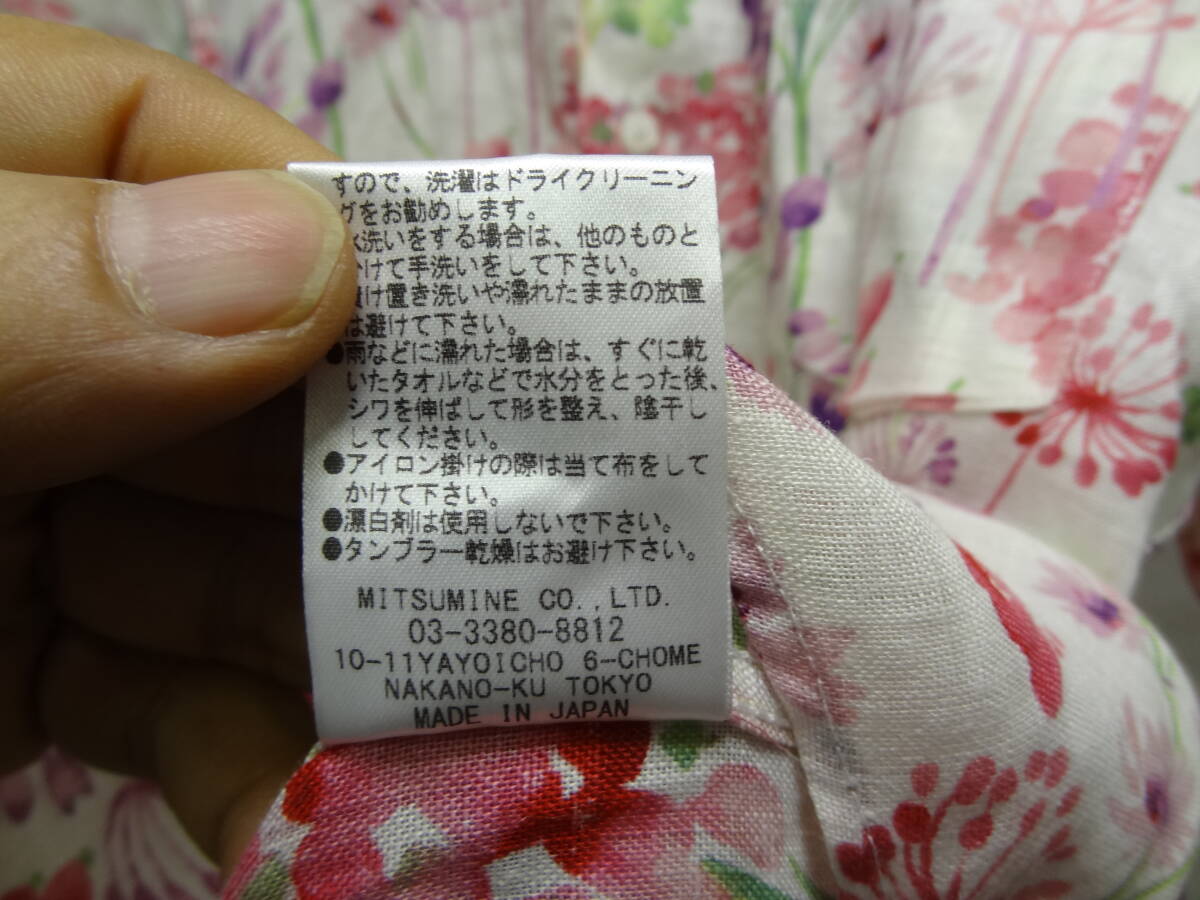 すので、洗濯はドライクリーニン
グをお勧めします。
水洗いをする場合は、他のものと
かけて手洗いをして下さい。
漬け置き洗いや濡れたままの放置
は避けて下さい。
●雨などに濡れた場合は、すぐに乾
いたタオルなどで水分をとった後、
シワを伸ばして形を整え、陰干し
してください。
●アイロン掛けの際は当て布をして
かけて下さい。
●漂白剤は使用しないで下さい。
●タンブラー乾燥はお避け下さい。
MITSUMINE CO.,LTD.
03-3380-8812
10-11YAYOICHO 6-CHOME
NAKANO-KU TOKYO
MADE IN JAPAN